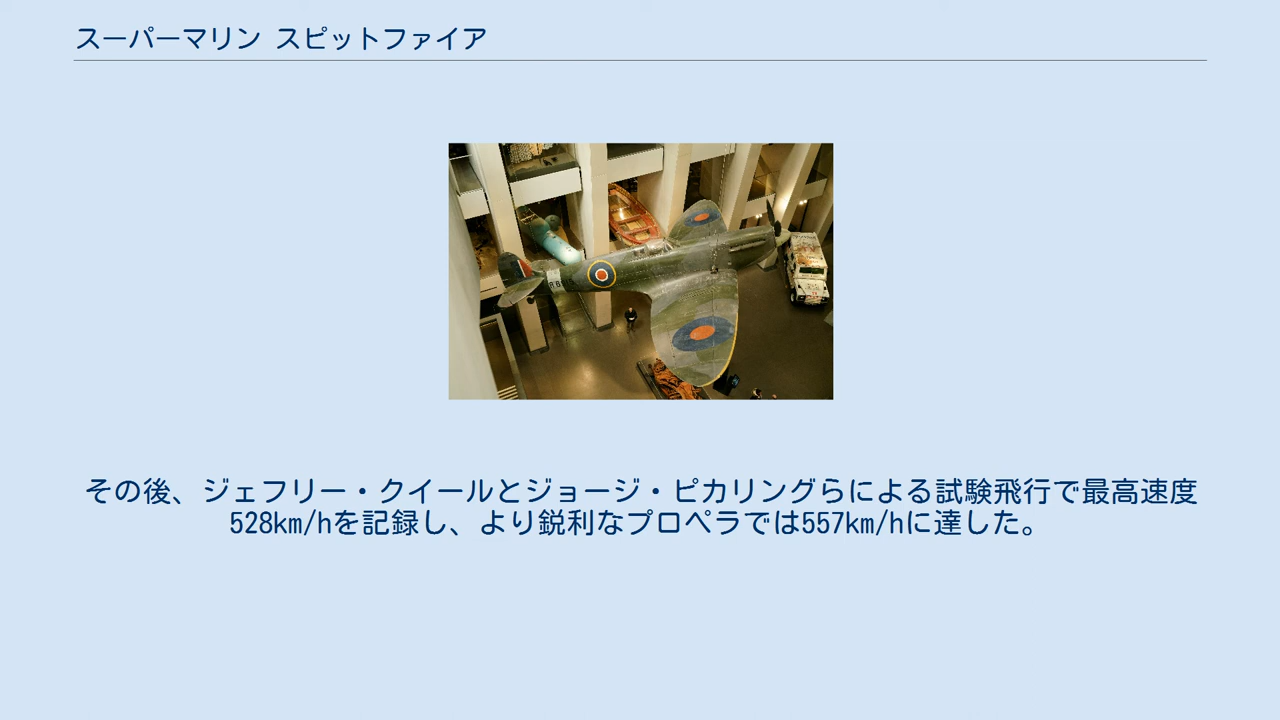 スーパーマリン スピットファイア
その後、ジェフリー・クイールとジョージ・ピカリングらによる試験飛行で最高速度
528km/hを記録し、より鋭利なプロペラでは557km/hに達した。